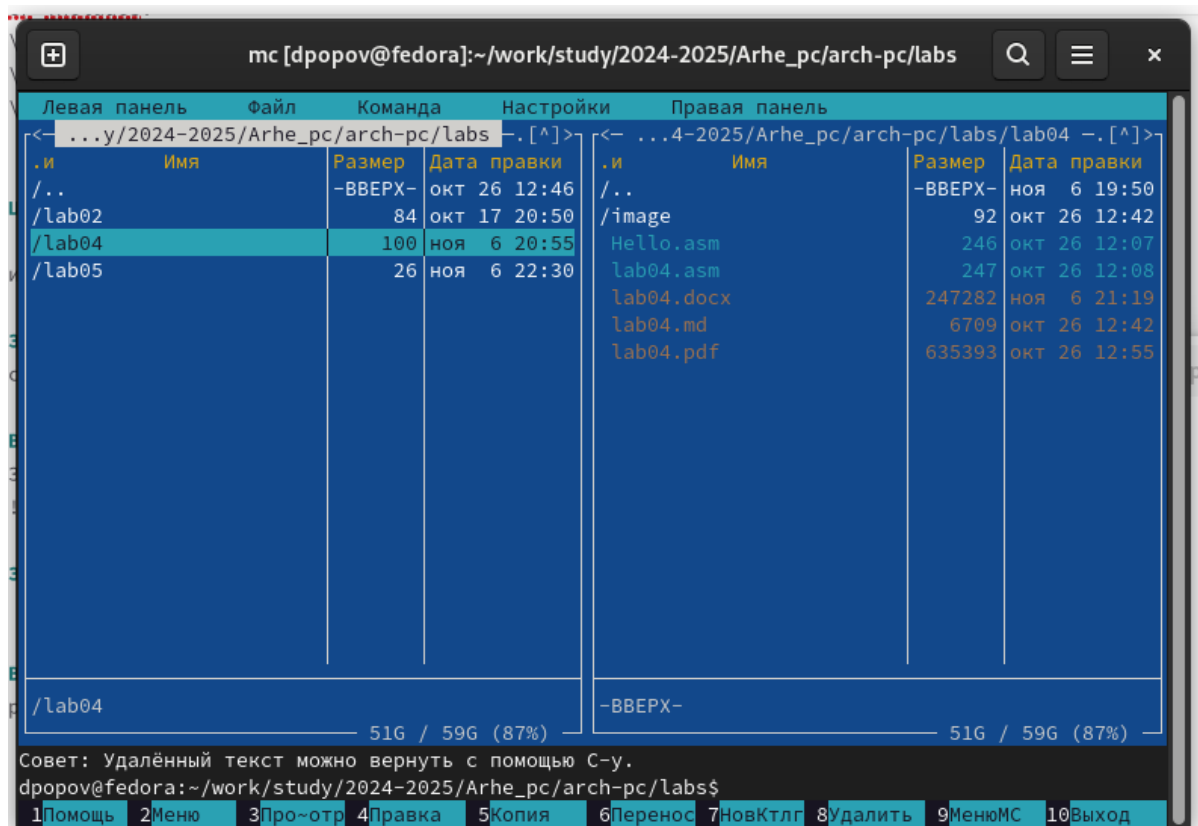 mc [dpopov@fedora]:~/work/study/2024-2025/Arhe_pc/arch-pc/labs
Левая панель Файл Команда Настройки Правая панель
<− ...y/2024-2025/Arhe_pc/arch-pc/labs −.[^]>
.и Имя Размер Дата правки
/.. -ВВЕРХ- окт 26 12:46
/lab02 84 окт 17 20:50
/lab04 100 ноя 6 20:55
/lab05 26 ноя 6 22:30
/lab04
51G / 59G (87%)
<− ...4-2025/Arhe_pc/arch-pc/labs/lab04 −.[^]>
.и Имя Размер Дата правки
/.. -ВВЕРХ- ноя 6 19:50
/image 92 окт 26 12:42
Hello.asm 246 окт 26 12:07
lab04.asm 247 окт 26 12:08
lab04.docx 247282 ноя 6 21:19
lab04.md 6709 окт 26 12:42
lab04.pdf 635393 окт 26 12:55
-ВВЕРХ-
51G / 59G (87%)
Совет: Удалённый текст можно вернуть с помощью C-y.
dpopov@fedora:~/work/study/2024-2025/Arhe_pc/arch-pc/labs$
1Помощь 2Меню 3Про~отр 4Правка 5Копия 6Перенос 7НовКтлг 8Удалить 9МенюМС 10Выход